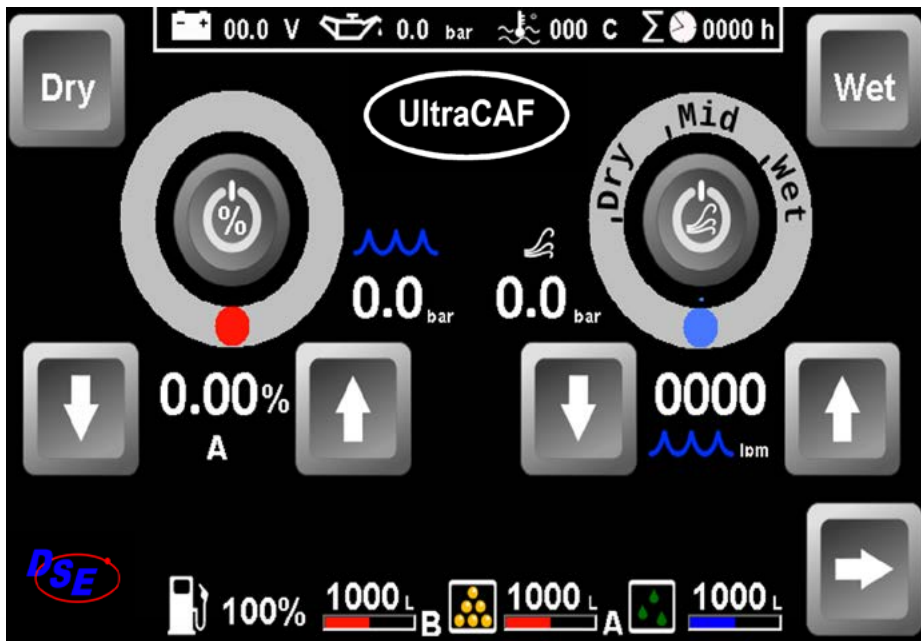 00.0 V 0.0 bar 000 C Σ 0000 h
Dry
UltraCAF
Wet
Dry Mid Wet
%
0.0 bar
0.0 bar
0.00%
A
0000
lpm
DSE
100%
1000 L
B
1000 L
A
1000 L